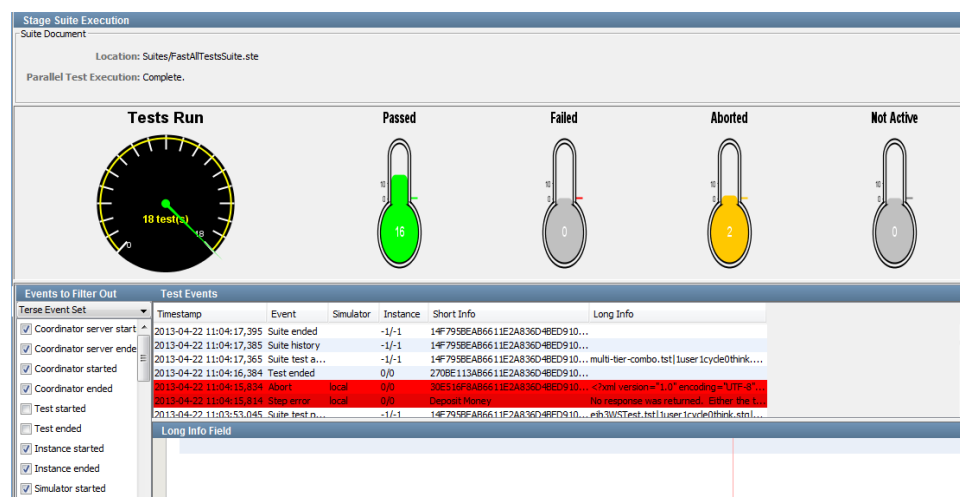 Stage Suite Execution
Suite Document
Location: Suites/FastAllTestsSuite.ste
Parallel Test Execution: Complete.
Tests Run Passed Failed Aborted Not Active
18 test(s)
0 18
16 0 2 0
Events to Filter Out Test Events
Terse Event Set
Timestamp Event Simulator Instance Short Info Long Info
Coordinator server start
Coordinator server ende
Coordinator started
Coordinator ended
Test started
Test ended
Instance started
Instance ended
Simulator started
2013-04-22 11:04:17,395 Suite ended -1/-1 14F795BEAB6611E2A836D4BED910...
2013-04-22 11:04:17,385 Suite history -1/-1 14F795BEAB6611E2A836D4BED910...
2013-04-22 11:04:17,365 Suite test a... -1/-1 14F795BEAB6611E2A836D4BED910... multi-tier-combo.tst|1user1cycle0think....
2013-04-22 11:04:16,384 Test ended 0/0 270BE113AB6611E2A836D4BED910...
2013-04-22 11:04:15,834 Abort local 0/0 30E516F8AB6611E2A836D4BED910... <?xml version="1.0" encoding="UTF-8"...
2013-04-22 11:04:15,814 Step error local 0/0 Deposit Money No response was returned. Either the t...
2013-04-22 11:03:53,045 Suite test p... -1/-1 14F795BEAB6611E2A836D4BED910... ejb3WSTest.tst|1user1cycle0think.stg|...
Long Info Field